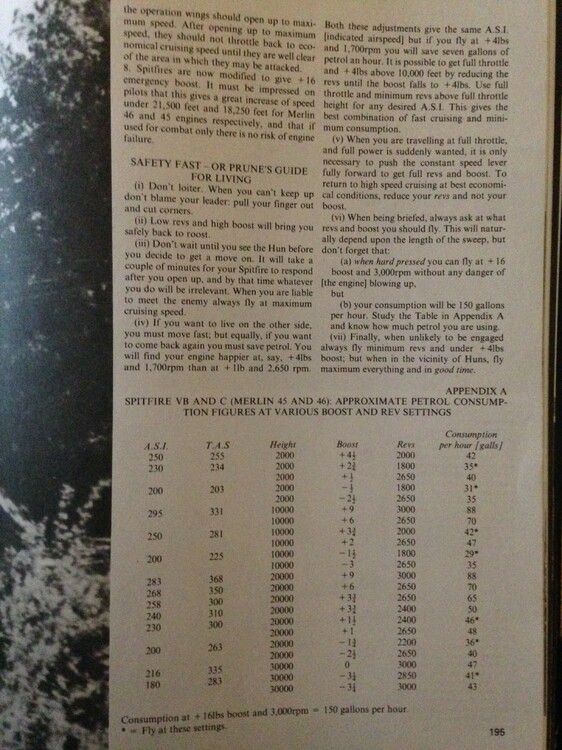 the operation wings should open up to maxi-
mum speed. After opening up to maximum
speed, they should not throttle back to eco-
nomical cruising speed until they are well clear
of the area in which they may be attacked.
8. Spitfires are now modified to give +16
emergency boost. It must be impressed on
pilots that this gives a great increase of speed
under 21,500 feet and 18,250 feet for Merlin
46 and 45 engines respectively, and that if
used for combat only there is no risk of engine
failure.
SAFETY FAST – OR PRUNE'S GUIDE
FOR LIVING
(i) Don't loiter. When you can't keep up
don't blame your leader: pull your finger out
and cut corners.
(ii) Low revs and high boost will bring you
safely back to roost.
(iii) Don't wait until you see the Hun before
you decide to get a move on. It will take a
couple of minutes for your Spitfire to respond
after you open up, and by that time whatever
you do will be irrelevant. When you are liable
to meet the enemy always fly at maximum
cruising speed.
(iv) If you want to live on the other side,
you must move fast; but equally, if you want
to come back again you must save petrol. You
will find your engine happier at, say, +4lbs
and 1,700rpm than at +1lb and 2,650 rpm.
Both these adjustments give the same A.S.I.
[indicated airspeed] but if you fly at +4lbs
and 1,700rpm you will save seven gallons of
petrol an hour. It is possible to get full throttle
and +4lbs above 10,000 feet by reducing the
revs until the boost falls to +4lbs. Use full
throttle and minimum revs above full throttle
height for any desired A.S.I. This gives the
best combination of fast cruising and mini-
mum consumption.
(v) When you are travelling at full throttle,
and full power is suddenly wanted, it is only
necessary to push the constant speed lever
fully forward to get full revs and boost. To
return to high speed cruising at best economi-
cal conditions, reduce your revs and not your
boost.
(vi) When being briefed, always ask at what
revs and boost you should fly. This will natur-
ally depend upon the length of the sweep, but
don't forget that:
(a) when hard pressed you can fly at +16
boost and 3,000rpm without any danger of
[the engine] blowing up,
but
(b) your consumption will be 150 gallons
per hour. Study the Table in Appendix A
and know how much petrol you are using.
(vii) Finally, when unlikely to be engaged
always fly minimum revs and under +4lbs
boost; but when in the vicinity of Huns, fly
maximum everything and in good time.
APPENDIX A
SPITFIRE VB AND C (MERLIN 45 AND 46): APPROXIMATE PETROL CONSUMP-
TION FIGURES AT VARIOUS BOOST AND REV SETTINGS
A.S.I. T.A.S Height Boost Revs Consumption per hour [galls]
250 255 2000 +4½ 2000 42
230 234 2000 +2¾ 1800 35*
2000 +½ 2650 40
200 203 2000 -½ 1800 31*
2000 -2½ 2650 35
295 331 10000 +9 3000 88
10000 +6 2650 70
250 281 10000 +3¾ 2000 42*
10000 +2 2650 47
200 225 10000 -1½ 1800 29*
10000 -3 2650 35
283 368 20000 +9 3000 88
268 350 20000 +6 2650 70
258 300 20000 +3¾ 2650 65
240 310 20000 +3¾ 2400 50
230 300 20000 +1½ 2400 46*
20000 +1 2650 48
200 263 20000 -1¾ 2200 36*
20000 -2½ 2650 40
216 335 30000 0 3000 47
180 283 30000 -3½ 2850 41*
30000 -3½ 3000 43
Consumption at +16lbs boost and 3,000rpm = 150 gallons per hour.
* = Fly at these settings.
195